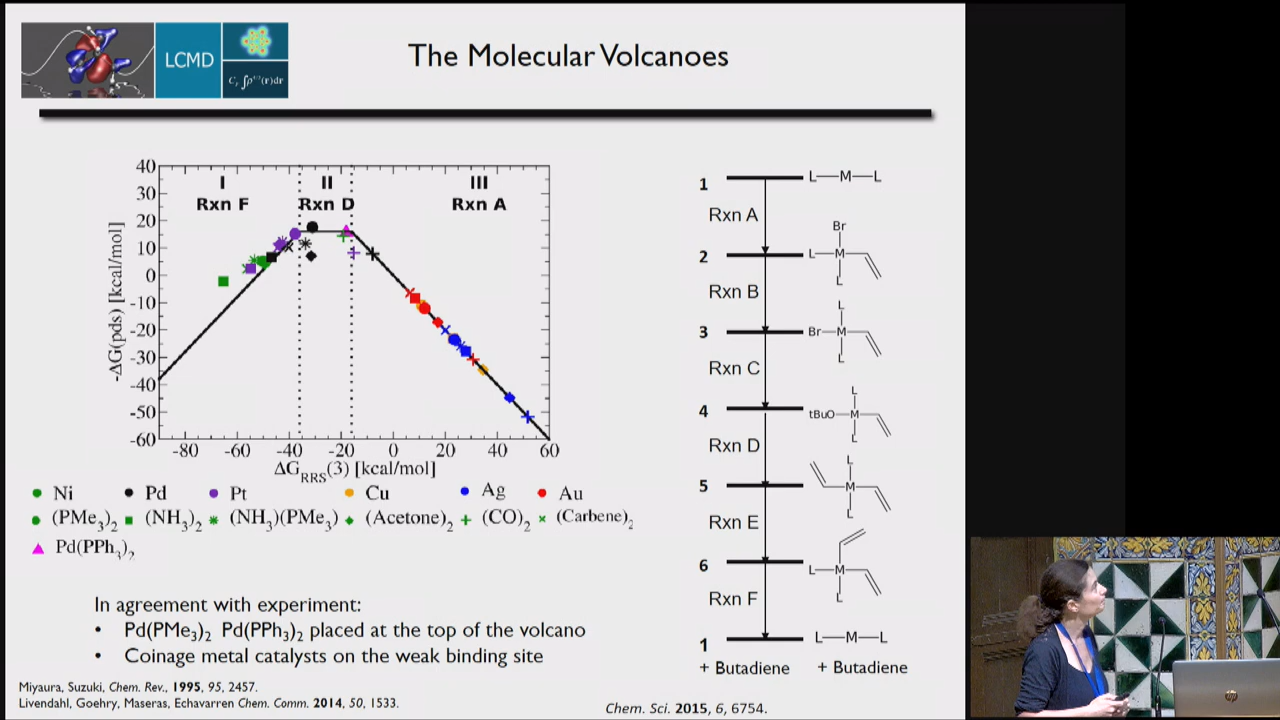 LCMD
The Molecular Volcanoes
I II III
Rxn F Rxn D Rxn A
40
30
20
10
0
-10
-20
-30
-40
-50
-60
-ΔG(pds) [kcal/mol]
-80 -60 -40 -20 0 20 40 60
ΔG_RRS(3) [kcal/mol]
Ni Pd Pt Cu Ag Au
(PMe₃)₂ (NH₃)₂ (NH₃)(PMe₃) (Acetone)₂ (CO)₂ (Carbene)₂
Pd(PPh₃)₂
In agreement with experiment:
• Pd(PMe₃)₂ Pd(PPh₃)₂ placed at the top of the volcano
• Coinage metal catalysts on the weak binding site
Miyaura, Suzuki, Chem. Rev., 1995, 95, 2457.
Livendahl, Goehry, Maseras, Echavarren Chem. Comm. 2014, 50, 1533.
1 L—M—L
Rxn A
Br
2 L—M
L
Rxn B
L
3 Br—M
L
Rxn C
L
4 tBuO—M
L
Rxn D
L
5 M
L
Rxn E
6 L—M
L
Rxn F
1 L—M—L
+ Butadiene + Butadiene
Chem. Sci. 2015, 6, 6754.
hp